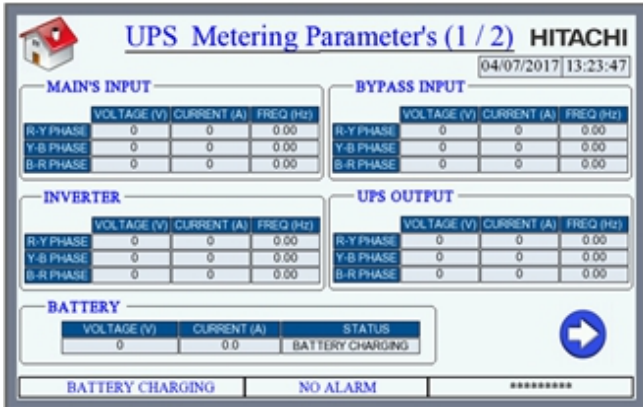 UPS Metering Parameter's (1 / 2) HITACHI
04/07/2017 13:23:47
MAIN'S INPUT
VOLTAGE (V) CURRENT (A) FREQ (Hz)
R-Y PHASE 0 0 0.00
Y-B PHASE 0 0 0.00
B-R PHASE 0 0 0.00
BYPASS INPUT
VOLTAGE (V) CURRENT (A) FREQ (Hz)
R-Y PHASE 0 0 0.00
Y-B PHASE 0 0 0.00
B-R PHASE 0 0 0.00
INVERTER
VOLTAGE (V) CURRENT (A) FREQ (Hz)
R-Y PHASE 0 0 0.00
Y-B PHASE 0 0 0.00
B-R PHASE 0 0 0.00
UPS OUTPUT
VOLTAGE (V) CURRENT (A) FREQ (Hz)
R-Y PHASE 0 0 0.00
Y-B PHASE 0 0 0.00
B-R PHASE 0 0 0.00
BATTERY
VOLTAGE (V) CURRENT (A) STATUS
0 0.0 BATTERY CHARGING
BATTERY CHARGING NO ALARM *********